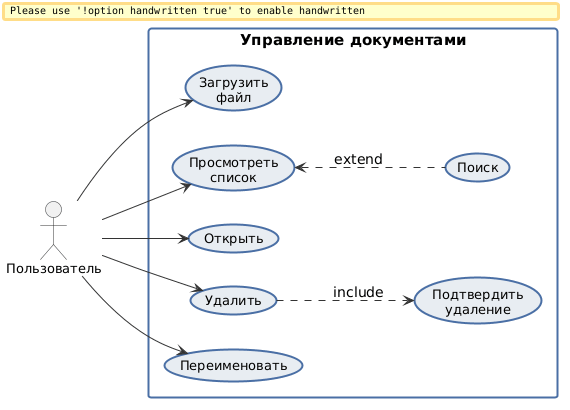 Please use '!option handwritten true' to enable handwritten
Управление документами
Загрузить
файл
Просмотреть
список
extend
Поиск
Открыть
Пользователь
Удалить
include
Подтвердить
удаление
Переименовать